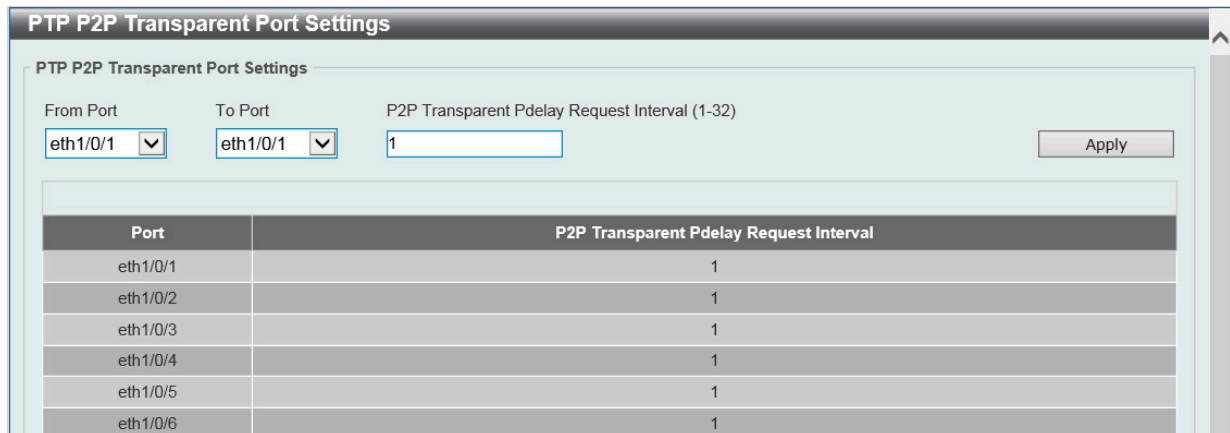 PTP P2P Transparent Port Settings
PTP P2P Transparent Port Settings
From Port To Port P2P Transparent Pdelay Request Interval (1-32)
eth1/0/1 eth1/0/1 1 Apply
Port P2P Transparent Pdelay Request Interval
eth1/0/1 1
eth1/0/2 1
eth1/0/3 1
eth1/0/4 1
eth1/0/5 1
eth1/0/6 1